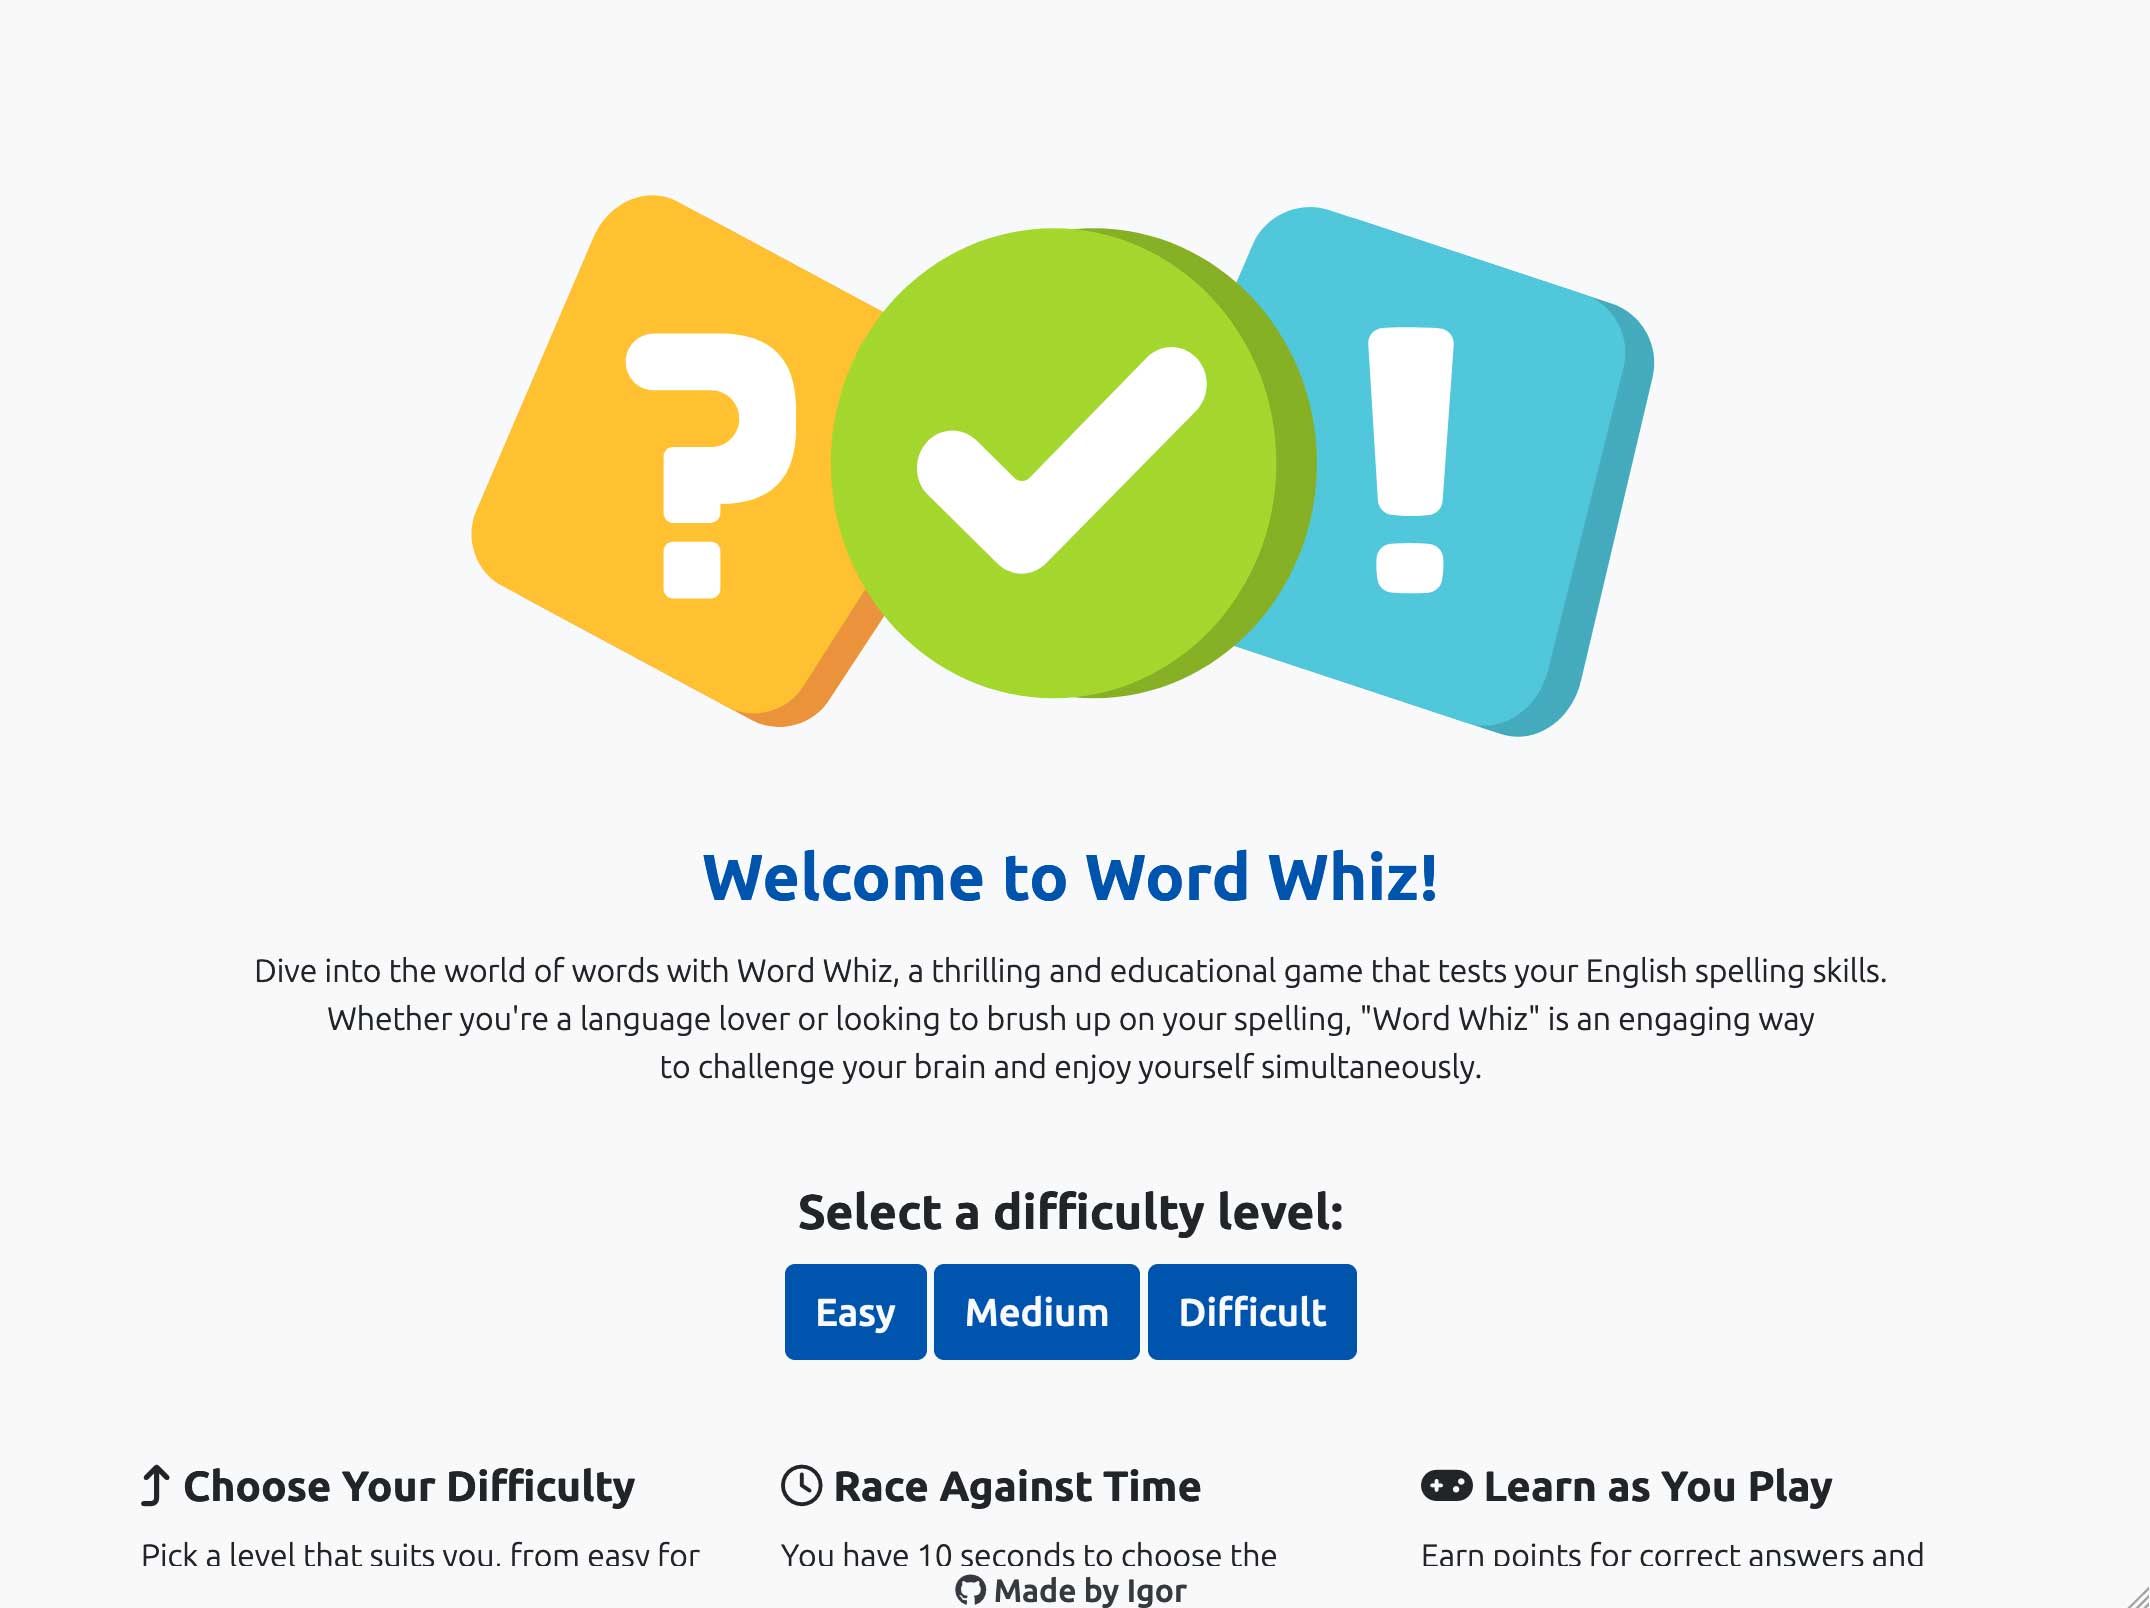 Welcome to Word Whiz!
Dive into the world of words with Word Whiz, a thrilling and educational game that tests your English spelling skills.
Whether you're a language lover or looking to brush up on your spelling, "Word Whiz" is an engaging way
to challenge your brain and enjoy yourself simultaneously.
Select a difficulty level:
Easy Medium Difficult
Choose Your Difficulty
Pick a level that suits you, from easy for
Race Against Time
You have 10 seconds to choose the
Learn as You Play
Earn points for correct answers and
Made by Igor